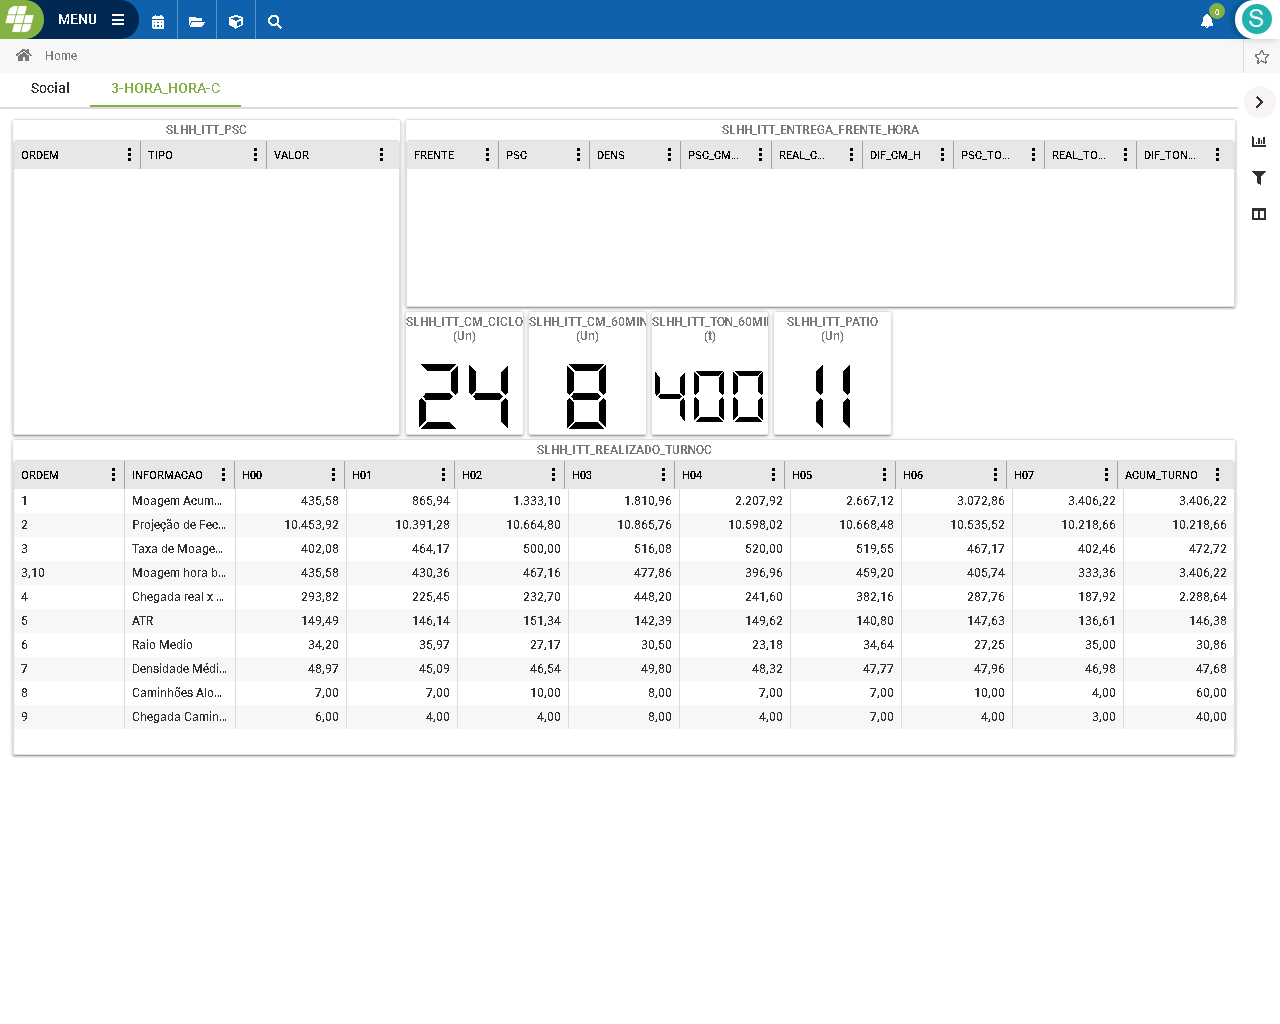 MENU
0
S
Home
Social 3-HORA_HORA-C
SLHH_ITT_PSC
ORDEM TIPO VALOR
SLHH_ITT_ENTREGA_FRENTE_HORA
FRENTE PSC DENS PSC_CM... REAL_C... DIF_CM_H PSC_TO... REAL_TO... DIF_TON...
SLHH_ITT_CM_CICLO
(Un)
24
SLHH_ITT_CM_60MIN
(Un)
8
SLHH_ITT_TON_60MI
(t)
400
SLHH_ITT_PATIO
(Un)
11
SLHH_ITT_REALIZADO_TURNOC
ORDEM INFORMACAO H00 H01 H02 H03 H04 H05 H06 H07 ACUM_TURNO
1 Moagem Acum... 435,58 865,94 1.333,10 1.810,96 2.207,92 2.667,12 3.072,86 3.406,22 3.406,22
2 Projeção de Fec... 10.453,92 10.391,28 10.664,80 10.865,76 10.598,02 10.668,48 10.535,52 10.218,66 10.218,66
3 Taxa de Moage... 402,08 464,17 500,00 516,08 520,00 519,55 467,17 402,46 472,72
3,10 Moagem hora b... 435,58 430,36 467,16 477,86 396,96 459,20 405,74 333,36 3.406,22
4 Chegada real x ... 293,82 225,45 232,70 448,20 241,60 382,16 287,76 187,92 2.288,64
5 ATR 149,49 146,14 151,34 142,39 149,62 140,80 147,63 136,61 146,38
6 Raio Medio 34,20 35,97 27,17 30,50 23,18 34,64 27,25 35,00 30,86
7 Densidade Médi... 48,97 45,09 46,54 49,80 48,32 47,77 47,96 46,98 47,68
8 Caminhões Alo... 7,00 7,00 10,00 8,00 7,00 7,00 10,00 4,00 60,00
9 Chegada Camin... 6,00 4,00 4,00 8,00 4,00 7,00 4,00 3,00 40,00